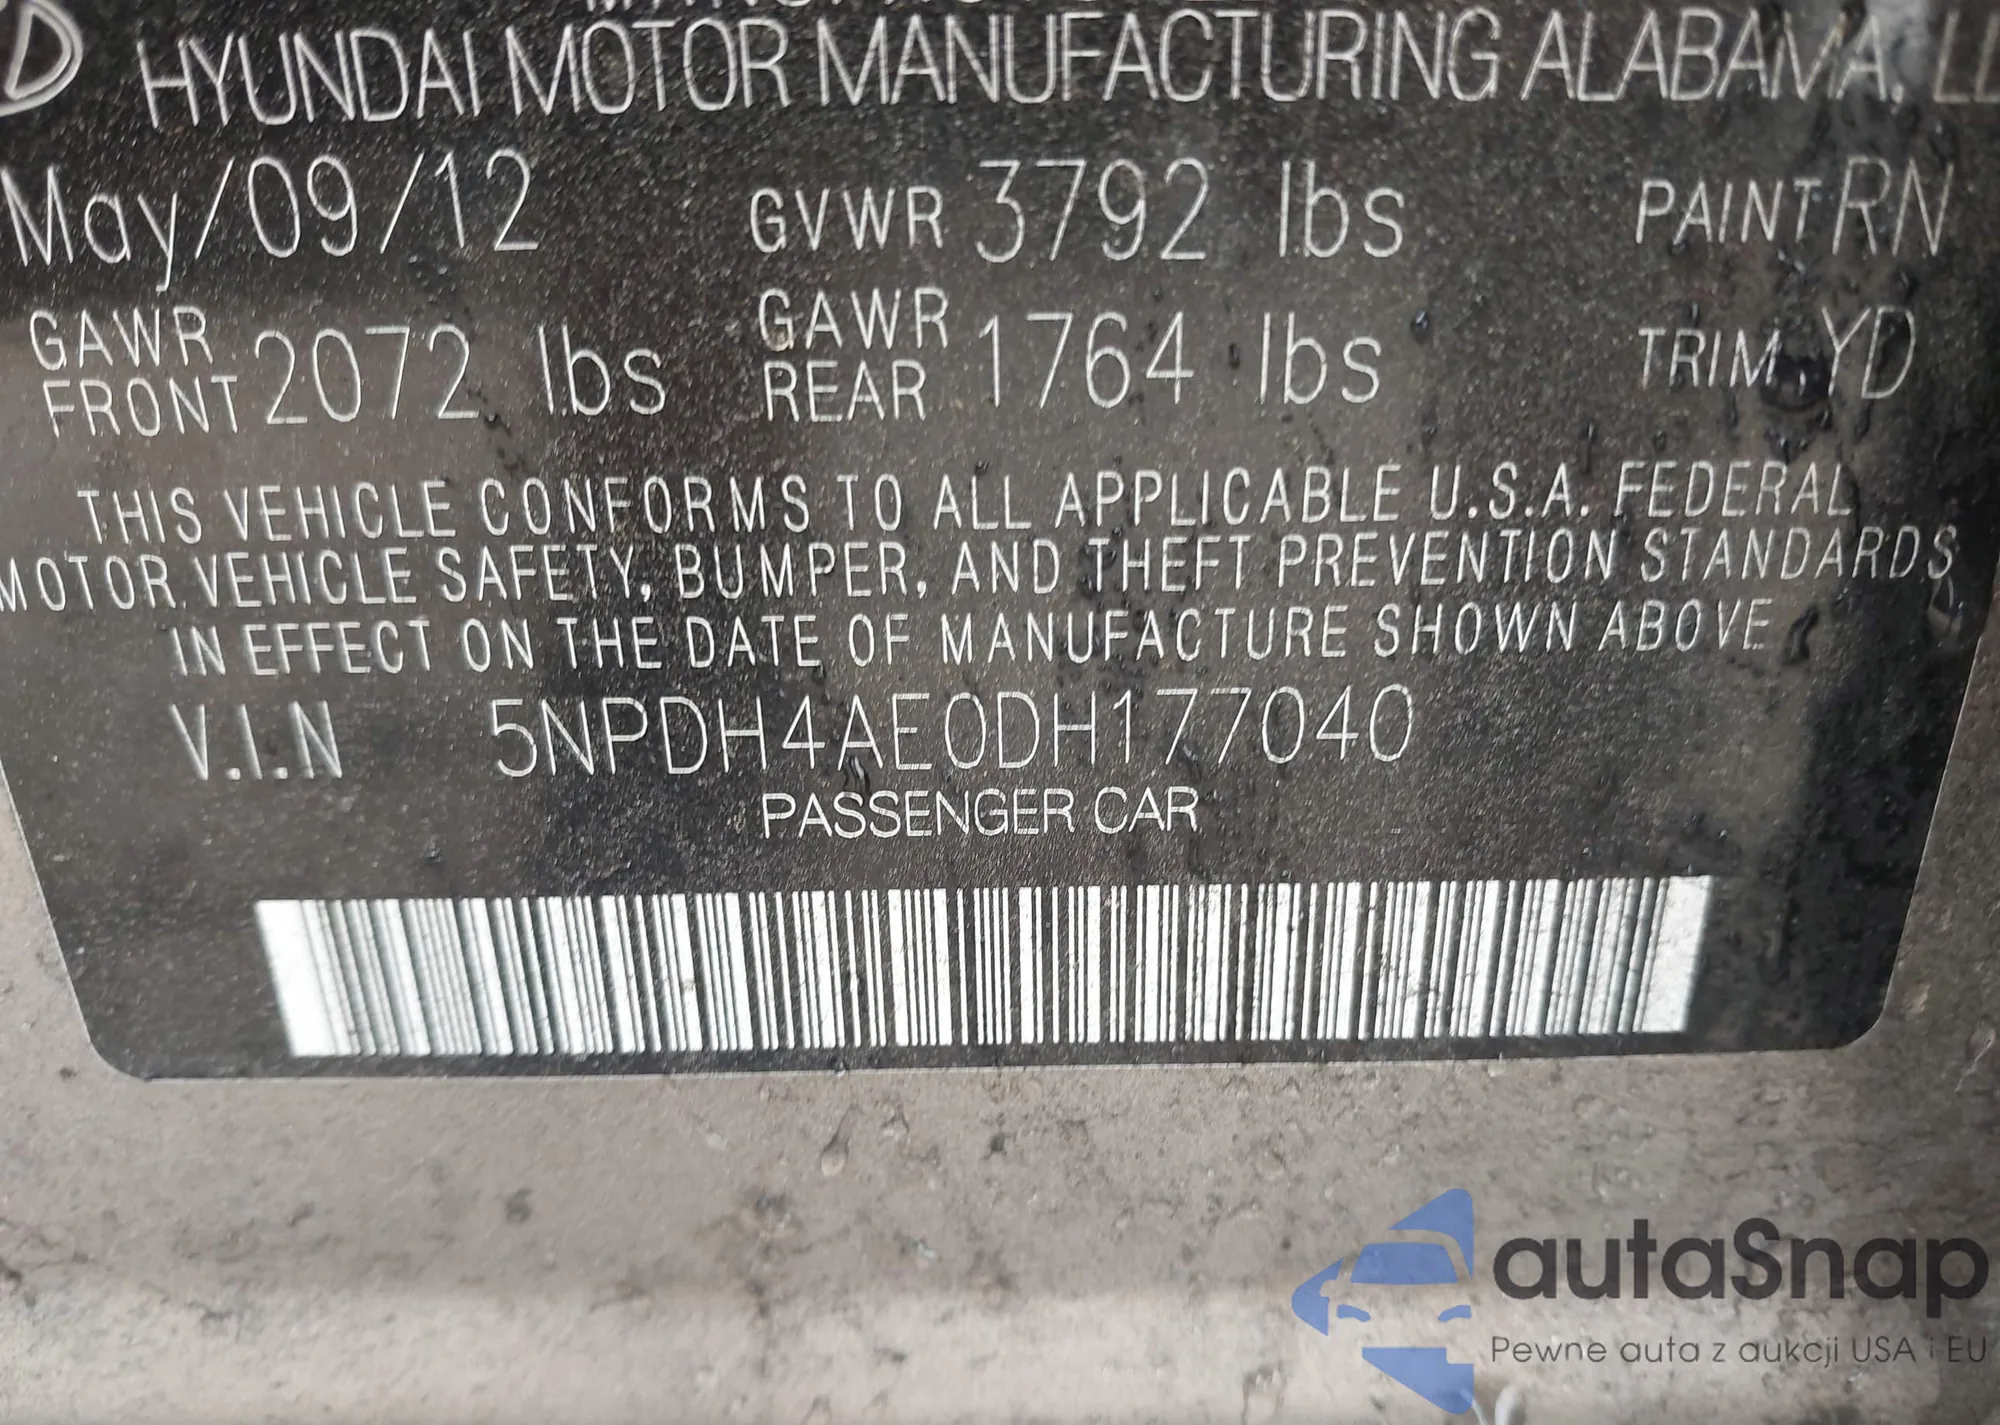 HYUNDAI MOTOR MANUFACTURING ALABAMA, LL
May/09/12 GVWR 3792 lbs PAINT RN
GAWR FRONT 2072 lbs GAWR REAR 1764 lbs TRIM YD
THIS VEHICLE CONFORMS TO ALL APPLICABLE U.S.A. FEDERAL
MOTOR VEHICLE SAFETY, BUMPER, AND THEFT PREVENTION STANDARDS
IN EFFECT ON THE DATE OF MANUFACTURE SHOWN ABOVE
V.I.N 5NPDH4AE0DH177040
PASSENGER CAR
autaSnap
Pewne auta z aukcji USA i EU